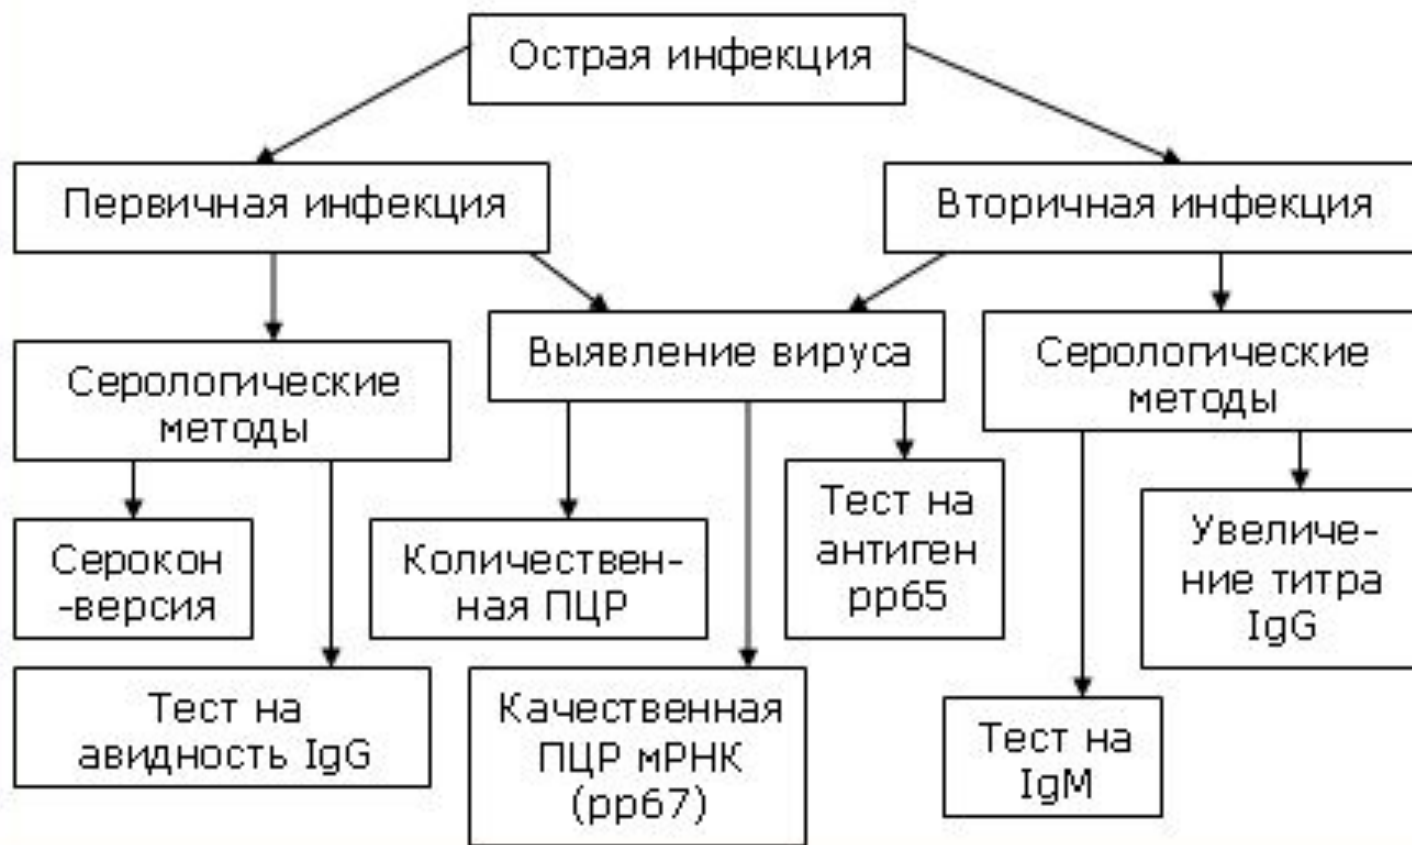 Острая инфекция
Первичная инфекция
Вторичная инфекция
Серологические
методы
Выявление вируса
Серологические
методы
Серокон
-версия
Количествен-
ная ПЦР
Тест на
антиген
pp65
Увеличе-
ние титра
IgG
Тест на
авидность IgG
Качественная
ПЦР мРНК
(pp67)
Тест на
IgM